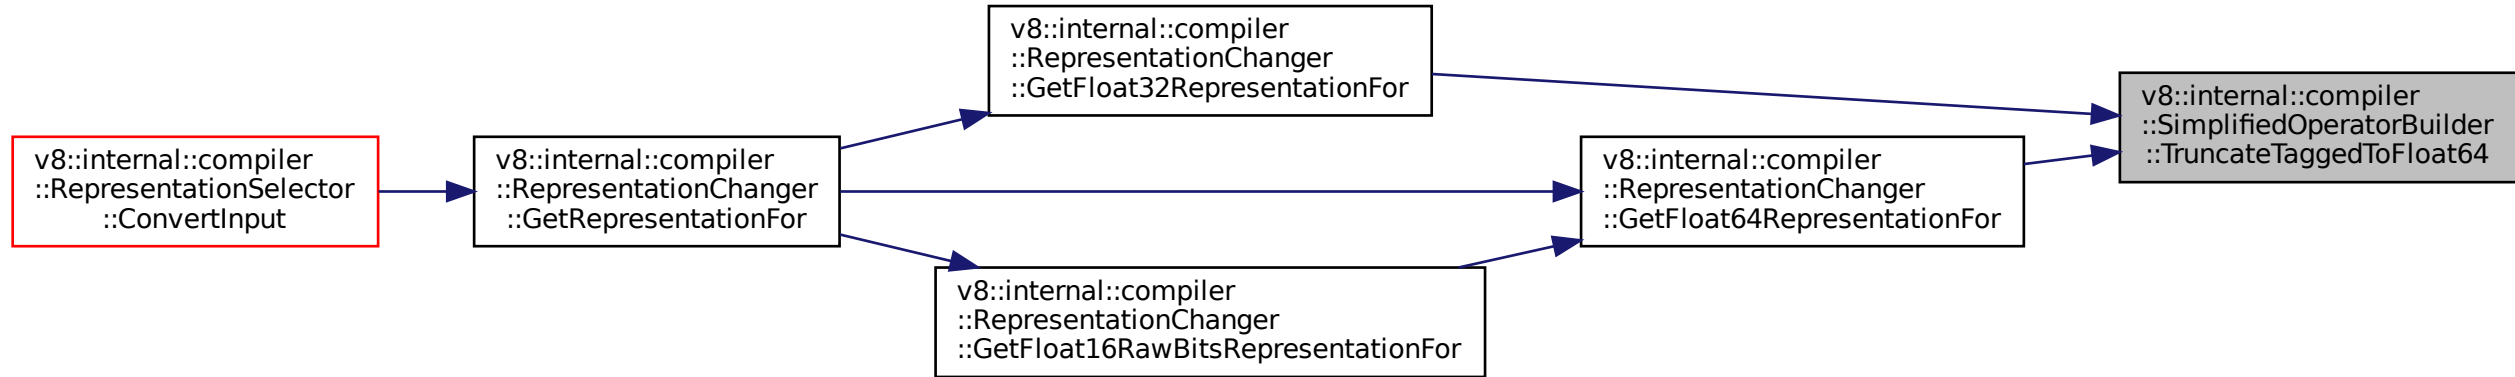 v8::internal::compiler
::RepresentationSelector
::ConvertInput
v8::internal::compiler
::RepresentationChanger
::GetRepresentationFor
v8::internal::compiler
::RepresentationChanger
::GetFloat32RepresentationFor
v8::internal::compiler
::RepresentationChanger
::GetFloat16RawBitsRepresentationFor
v8::internal::compiler
::RepresentationChanger
::GetFloat64RepresentationFor
v8::internal::compiler
::SimplifiedOperatorBuilder
::TruncateTaggedToFloat64